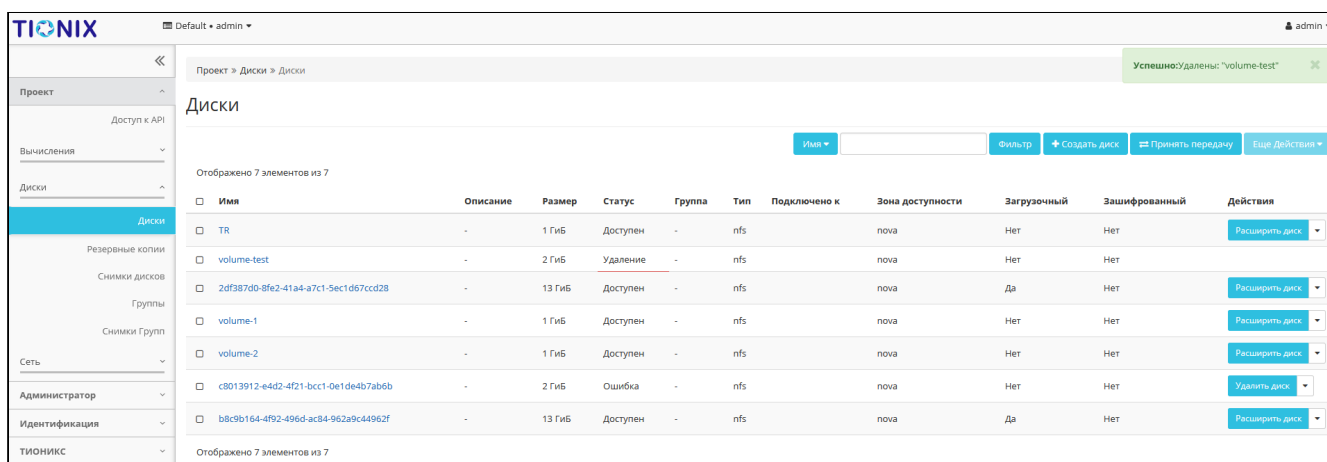 TIONIX
Default • admin
admin
Проект » Диски » Диски
Успешно:Удалены: "volume-test"
Проект
Доступ к API
Вычисления
Диски
Диски
Резервные копии
Снимки дисков
Группы
Снимки Групп
Сеть
Администратор
Идентификация
ТИОНИКС
Диски
Имя Фильтр Создать диск Принять передачу Еще Действия
Отображено 7 элементов из 7
Имя Описание Размер Статус Группа Тип Подключено к Зона доступности Загрузочный Зашифрованный Действия
TR - 1 ГиБ Доступен - nfs nova Нет Нет Расширить диск
volume-test - 2 ГиБ Удаление - nfs nova Нет Нет
2df387d0-8fe2-41a4-a7c1-5ec1d67ccd28 - 13 ГиБ Доступен - nfs nova Да Нет Расширить диск
volume-1 - 1 ГиБ Доступен - nfs nova Нет Нет Расширить диск
volume-2 - 1 ГиБ Доступен - nfs nova Нет Нет Расширить диск
c8013912-e4d2-4f21-bcc1-0e1de4b7ab6b - 2 ГиБ Ошибка - nfs nova Нет Нет Удалить диск
b8c9b164-4f92-496d-ac84-962a9c44962f - 13 ГиБ Доступен - nfs nova Да Нет Расширить диск
Отображено 7 элементов из 7